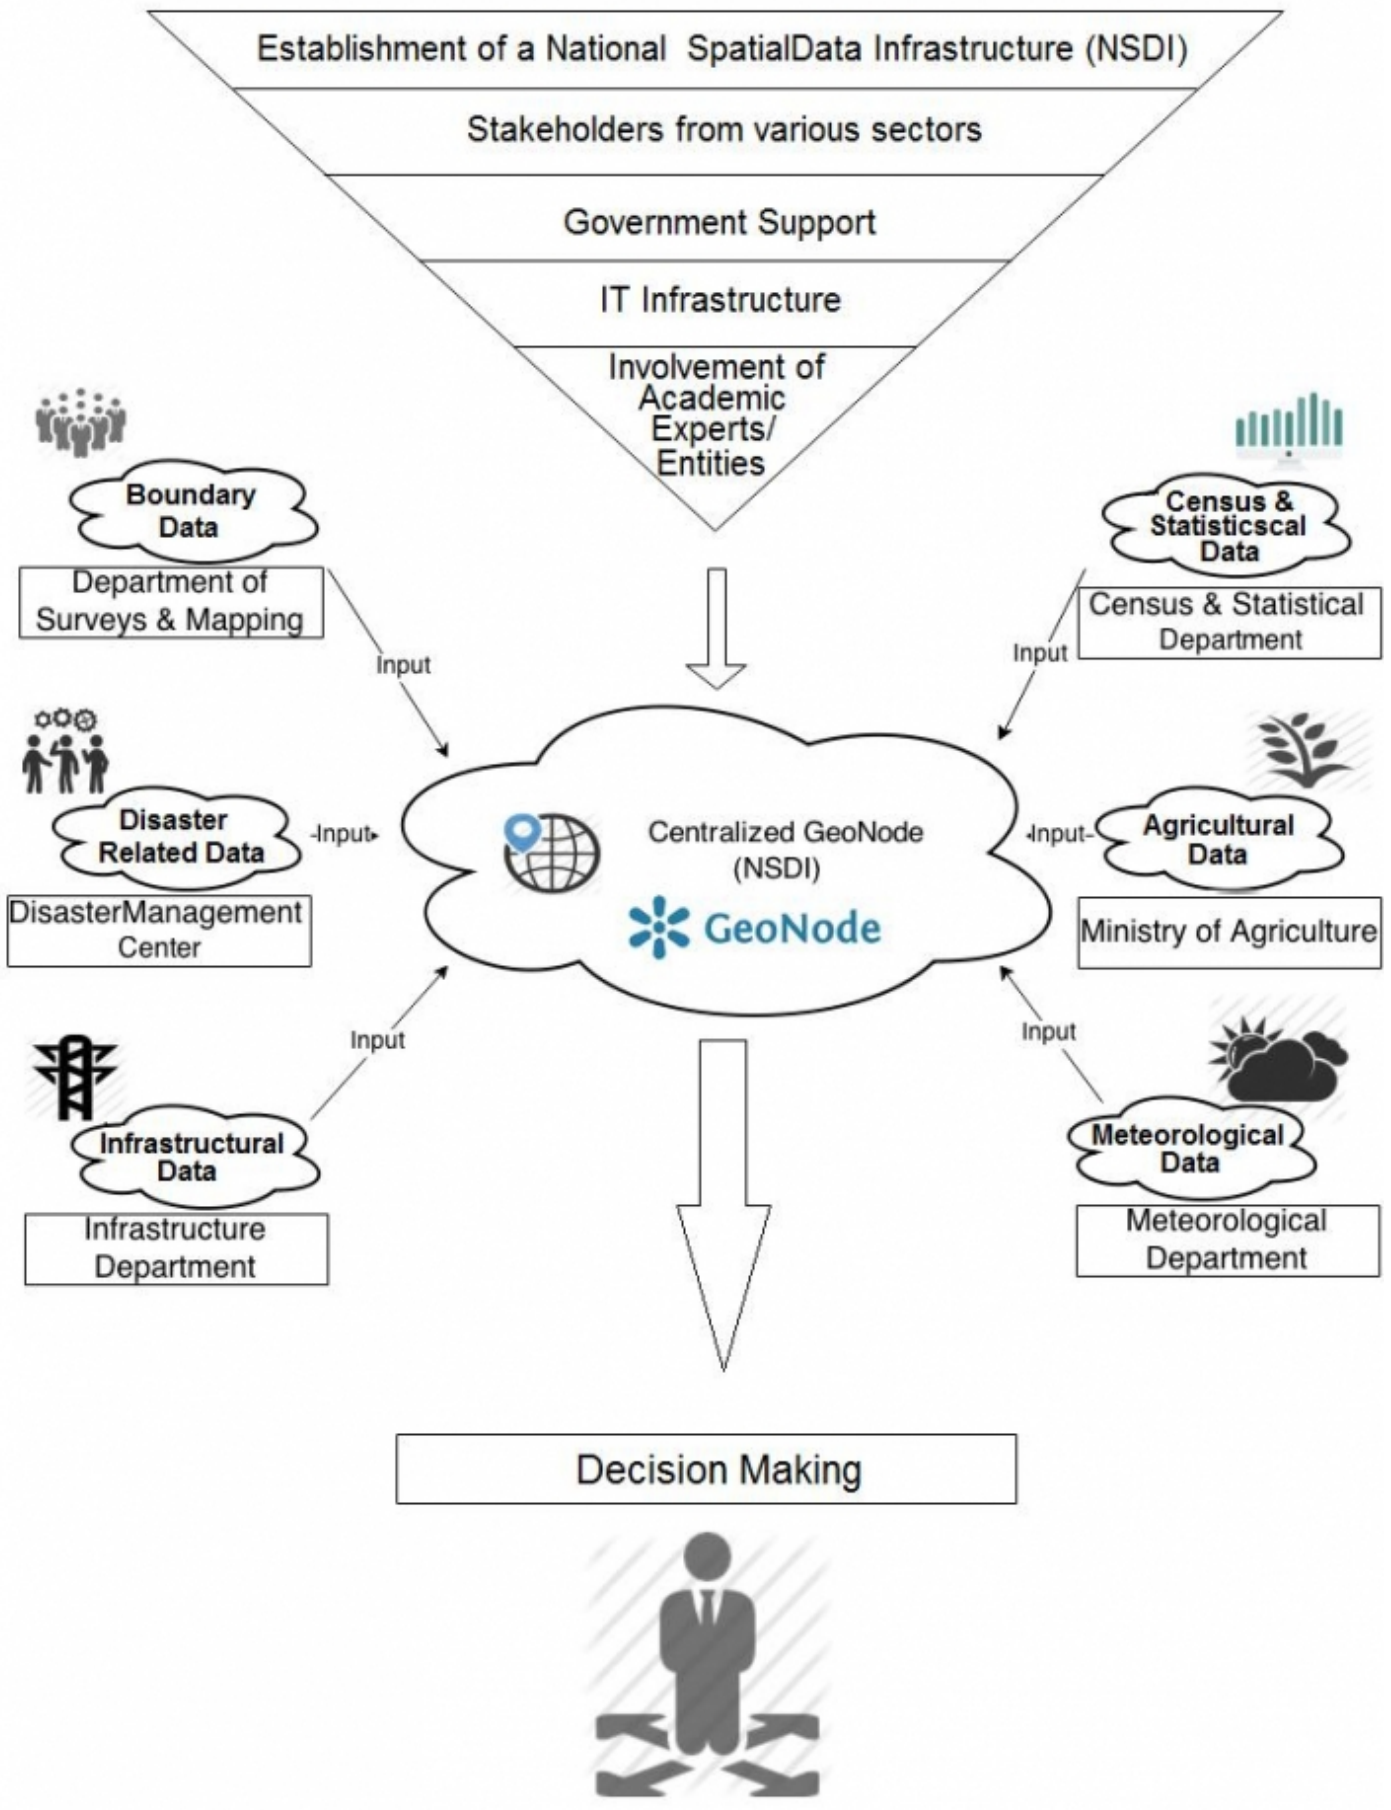 Establishment of a National SpatialData Infrastructure (NSDI)
Stakeholders from various sectors
Government Support
IT Infrastructure
Involvement of
Academic
Experts/
Entities
Boundary
Data
Department of
Surveys & Mapping
Input
Census &
Statisticscal
Data
Census & Statistical
Department
Input
Disaster
Related Data
DisasterManagement
Center
Input
Centralized GeoNode
(NSDI)
GeoNode
Input
Agricultural
Data
Ministry of Agriculture
Input
Infrastructural
Data
Infrastructure
Department
Input
Meteorological
Data
Meteorological
Department
Decision Making